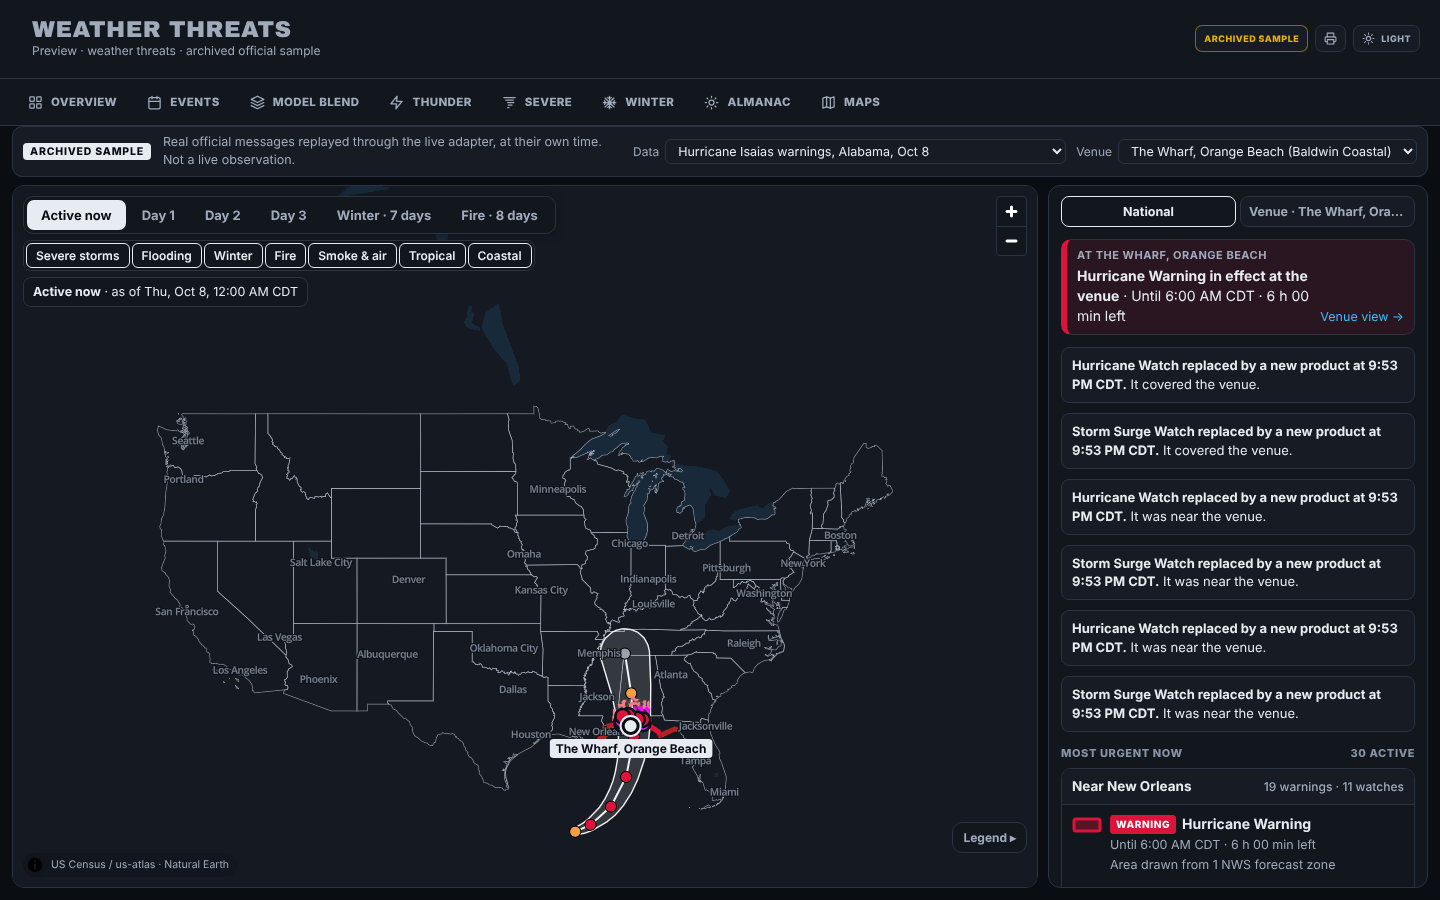 WEATHER THREATS
Preview · weather threats · archived official sample
ARCHIVED SAMPLE
LIGHT
OVERVIEW
EVENTS
MODEL BLEND
THUNDER
SEVERE
WINTER
ALMANAC
MAPS
ARCHIVED SAMPLE
Real official messages replayed through the live adapter, at their own time.
Not a live observation.
Data
Hurricane Isaias warnings, Alabama, Oct 8
Venue
The Wharf, Orange Beach (Baldwin Coastal)
Active now
Day 1
Day 2
Day 3
Winter · 7 days
Fire · 8 days
Severe storms
Flooding
Winter
Fire
Smoke & air
Tropical
Coastal
Active now · as of Thu, Oct 8, 12:00 AM CDT
+
−
Seattle
Portland
Minneapolis
Boston
Detroit
Chicago
Omaha
Salt Lake City
New York
Pittsburgh
Denver
Indianapolis
Kansas City
Washington
Louisville
San Francisco
Las Vegas
Raleigh
Oklahoma City
Albuquerque
Memphis
Los Angeles
Atlanta
Phoenix
Dallas
Jackson
Jacksonville
New Orlea
Houston
The Wharf, Orange Beach
Tampa
Miami
Legend ▸
US Census / us-atlas · Natural Earth
National
Venue · The Wharf, Ora…
AT THE WHARF, ORANGE BEACH
Hurricane Warning in effect at the
venue · Until 6:00 AM CDT · 6 h 00
min left
Venue view →
Hurricane Watch replaced by a new product at 9:53
PM CDT. It covered the venue.
Storm Surge Watch replaced by a new product at
9:53 PM CDT. It covered the venue.
Hurricane Watch replaced by a new product at 9:53
PM CDT. It was near the venue.
Storm Surge Watch replaced by a new product at
9:53 PM CDT. It was near the venue.
Hurricane Watch replaced by a new product at 9:53
PM CDT. It was near the venue.
Storm Surge Watch replaced by a new product at
9:53 PM CDT. It was near the venue.
MOST URGENT NOW
30 ACTIVE
Near New Orleans
19 warnings · 11 watches
WARNING
Hurricane Warning
Until 6:00 AM CDT · 6 h 00 min left
Area drawn from 1 NWS forecast zone